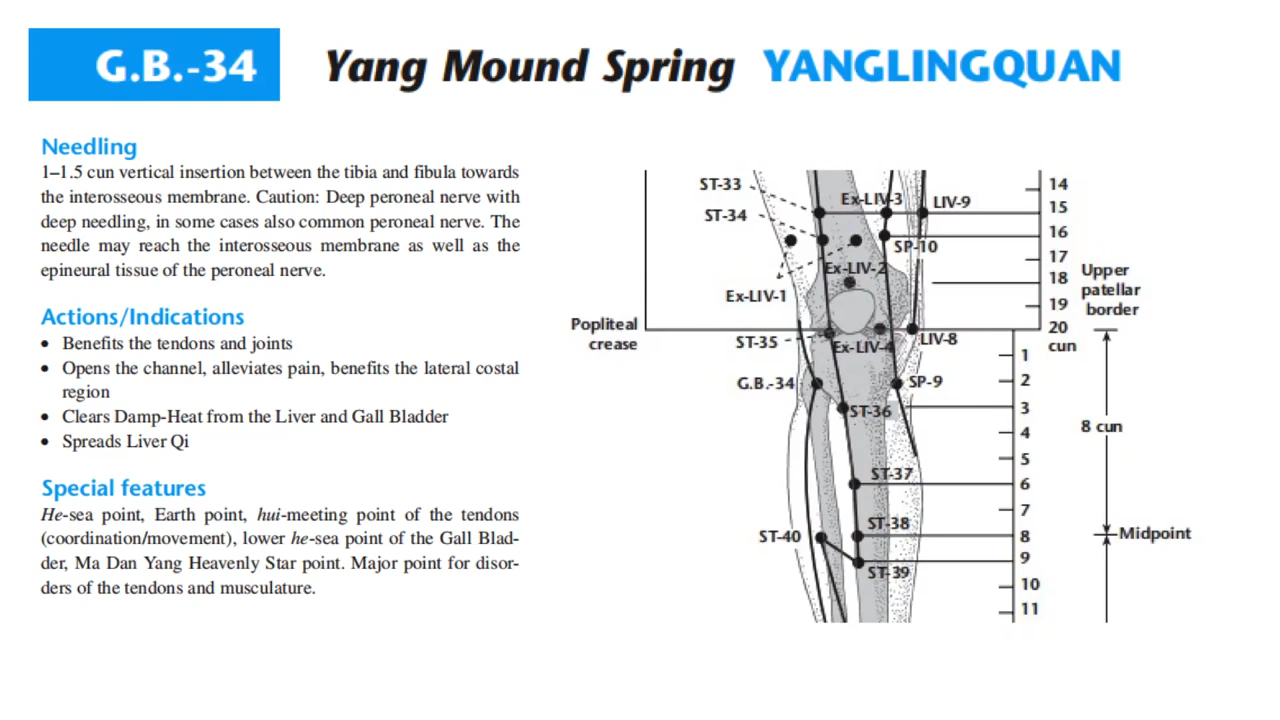 G.B.-34 Yang Mound Spring YANGLINGQUAN
Needling
1–1.5 cun vertical insertion between the tibia and fibula towards
the interosseous membrane. Caution: Deep peroneal nerve with
deep needling, in some cases also common peroneal nerve. The
needle may reach the interosseous membrane as well as the
epineural tissue of the peroneal nerve.
Actions/Indications
• Benefits the tendons and joints
• Opens the channel, alleviates pain, benefits the lateral costal
region
• Clears Damp-Heat from the Liver and Gall Bladder
• Spreads Liver Qi
Special features
He-sea point, Earth point, hui-meeting point of the tendons
(coordination/movement), lower he-sea point of the Gall Blad-
der, Ma Dan Yang Heavenly Star point. Major point for disor-
ders of the tendons and musculature.
ST-33
Ex-LIV-3
LIV-9
ST-34
SP-10
Ex-LIV-2
Ex-LIV-1
Popliteal
crease
ST-35
Ex-LIV-4
LIV-8
G.B.-34
SP-9
ST-36
ST-37
ST-38
ST-40
ST-39
14
15
16
17
18
19
20
cun
Upper
patellar
border
1
2
3
4
5
6
7
8
9
10
11
8 cun
Midpoint